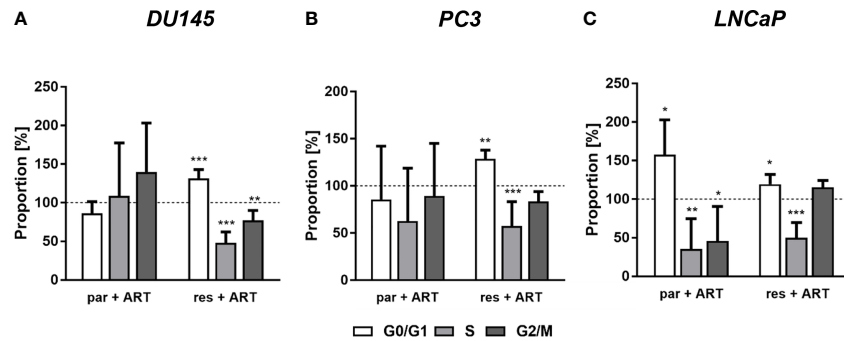 A DU145
Proportion [%]
250
200
150
100
50
0
***
***
**
par + ART res + ART
B PC3
Proportion [%]
200
150
100
50
0
**
***
par + ART res + ART
C LNCaP
Proportion [%]
250
200
150
100
50
0
*
**
*
*
***
par + ART res + ART
G0/G1 S G2/M